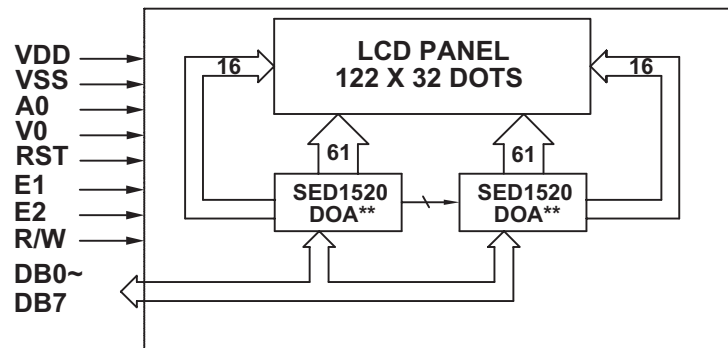 VDD
VSS
A0
V0
RST
E1
E2
R/W
DB0~
DB7
LCD PANEL
122 X 32 DOTS
16
16
61
61
SED1520
DOA**
SED1520
DOA**